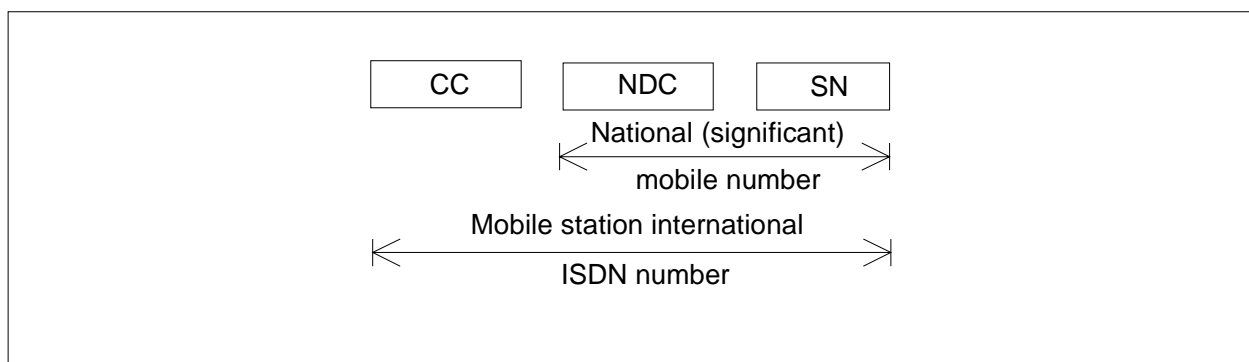 CC NDC SN
National (significant)
mobile number
Mobile station international
ISDN number